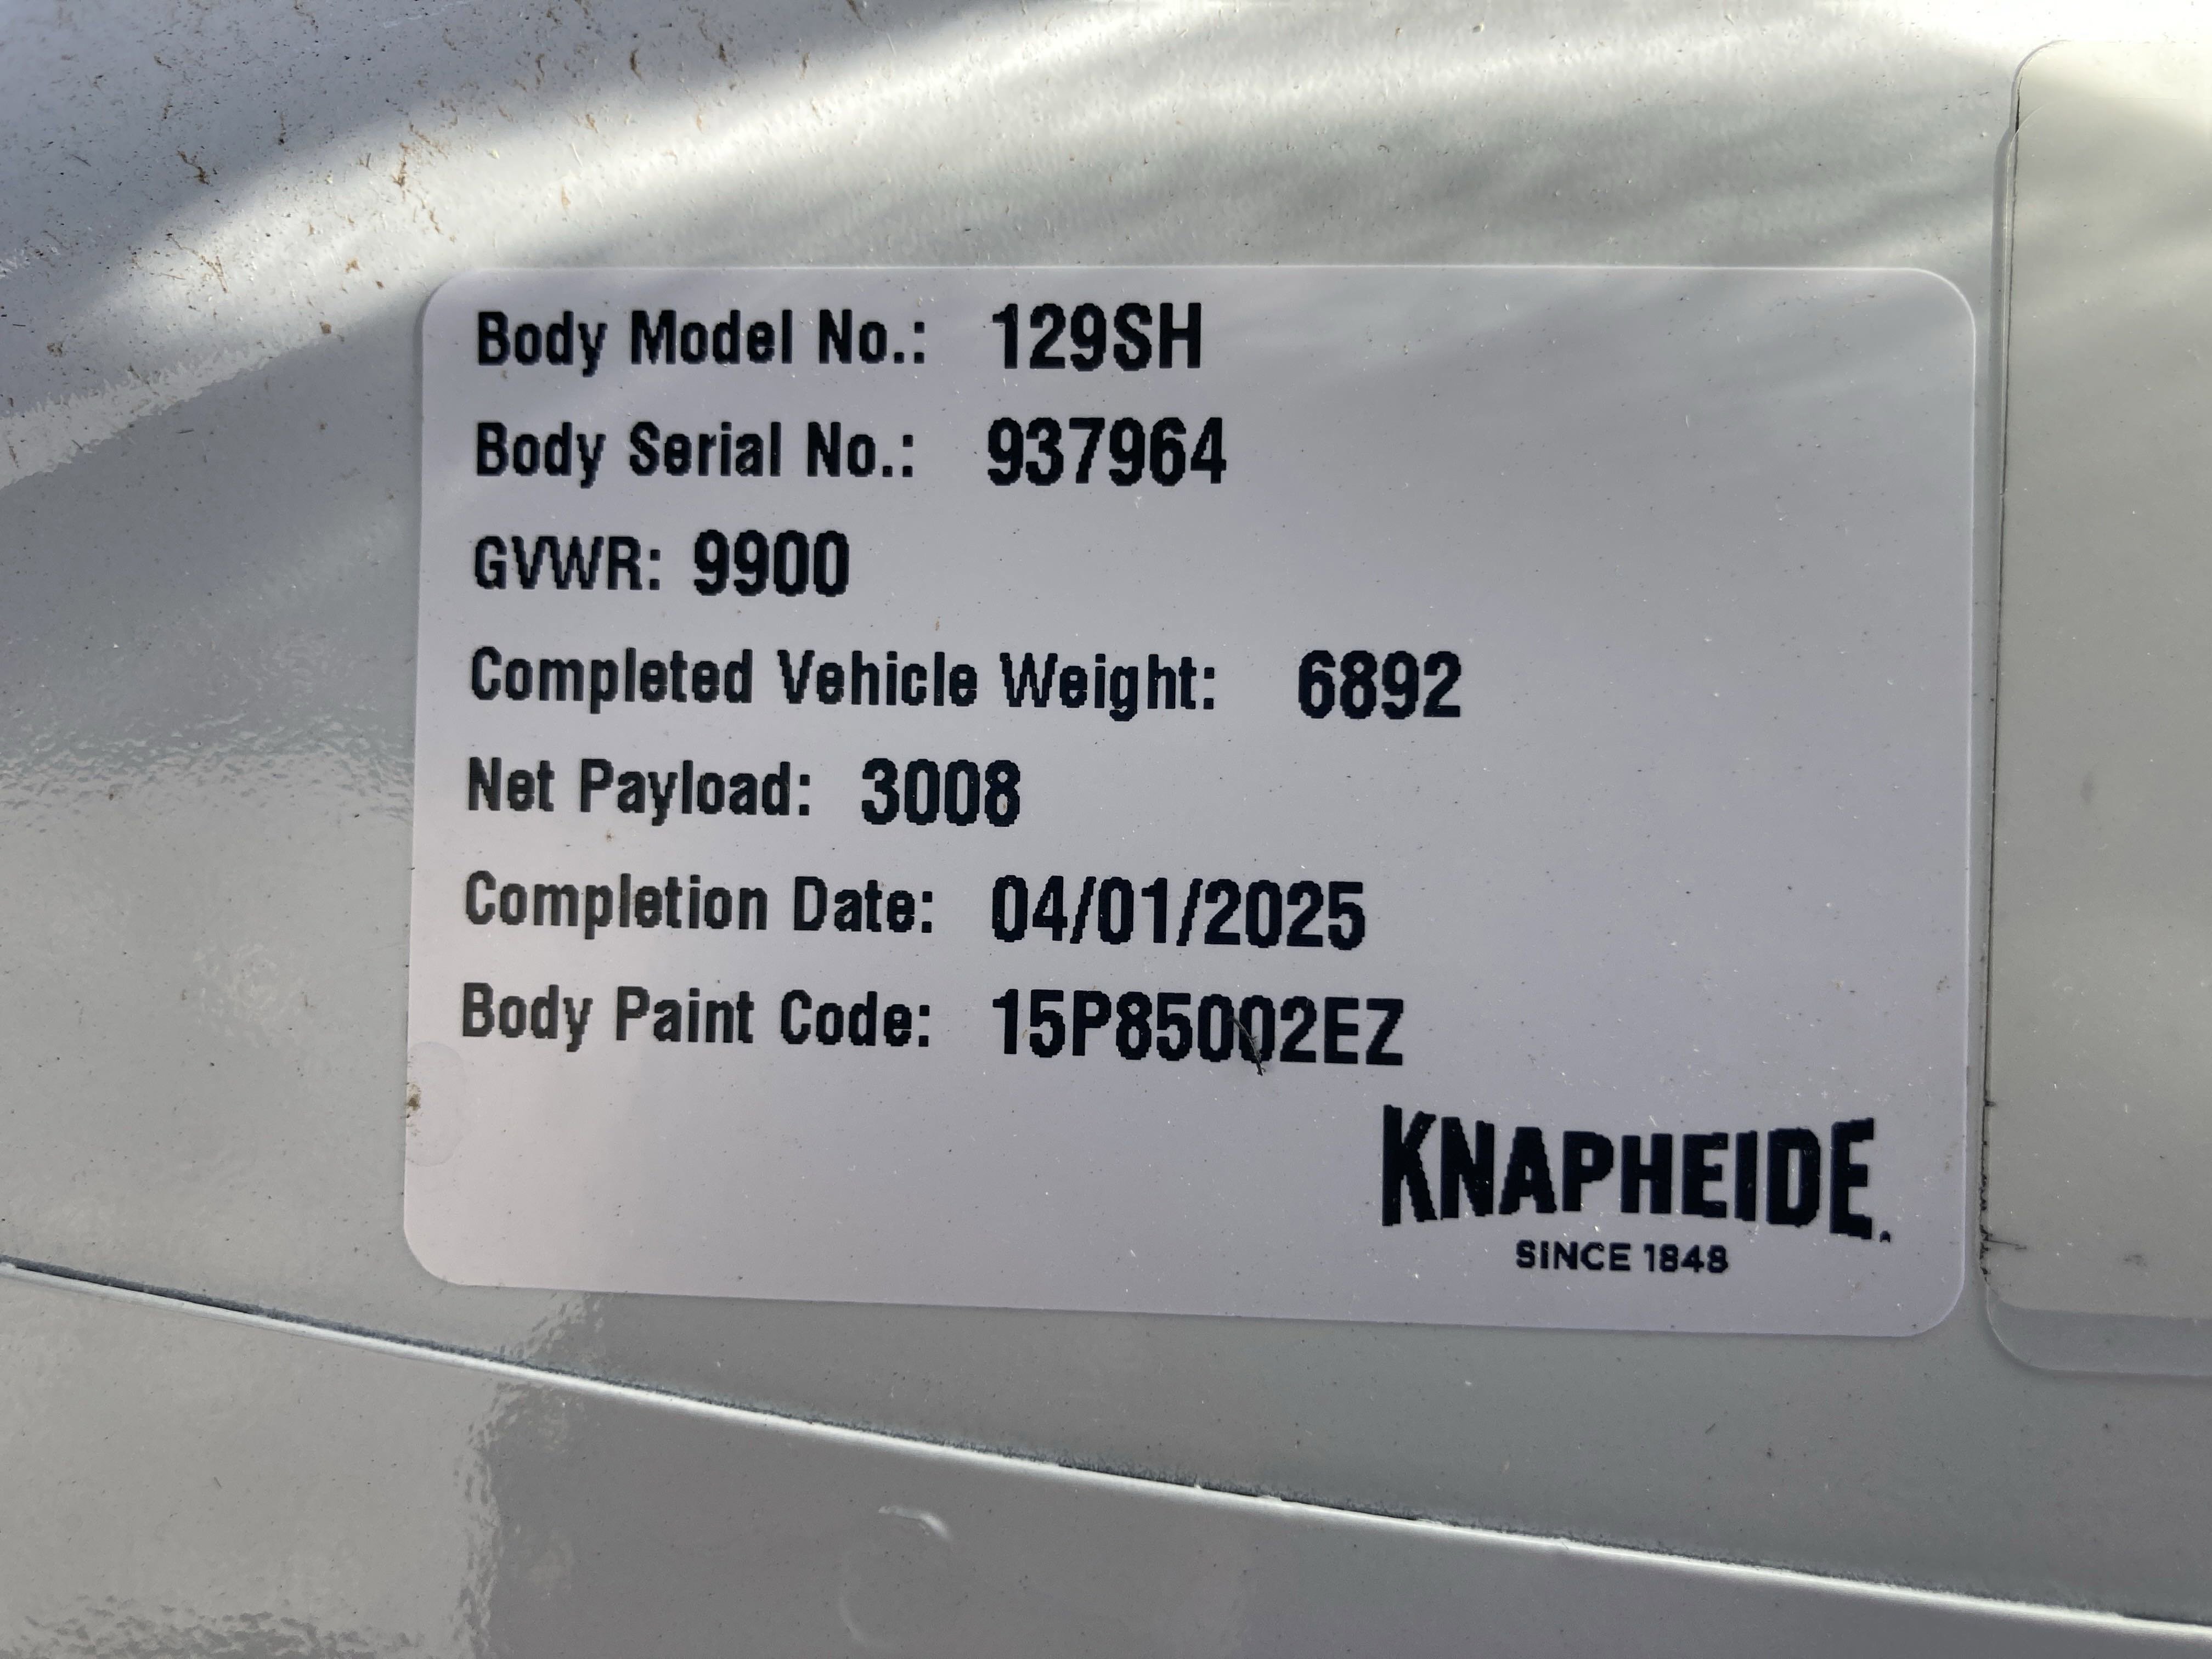 Body Model No.: 129SH
Body Serial No.: 937964
GVWR: 9900
Completed Vehicle Weight: 6892
Net Payload: 3008
Completion Date: 04/01/2025
Body Paint Code: 15P85002EZ
KNAPHEIDE
SINCE 1848